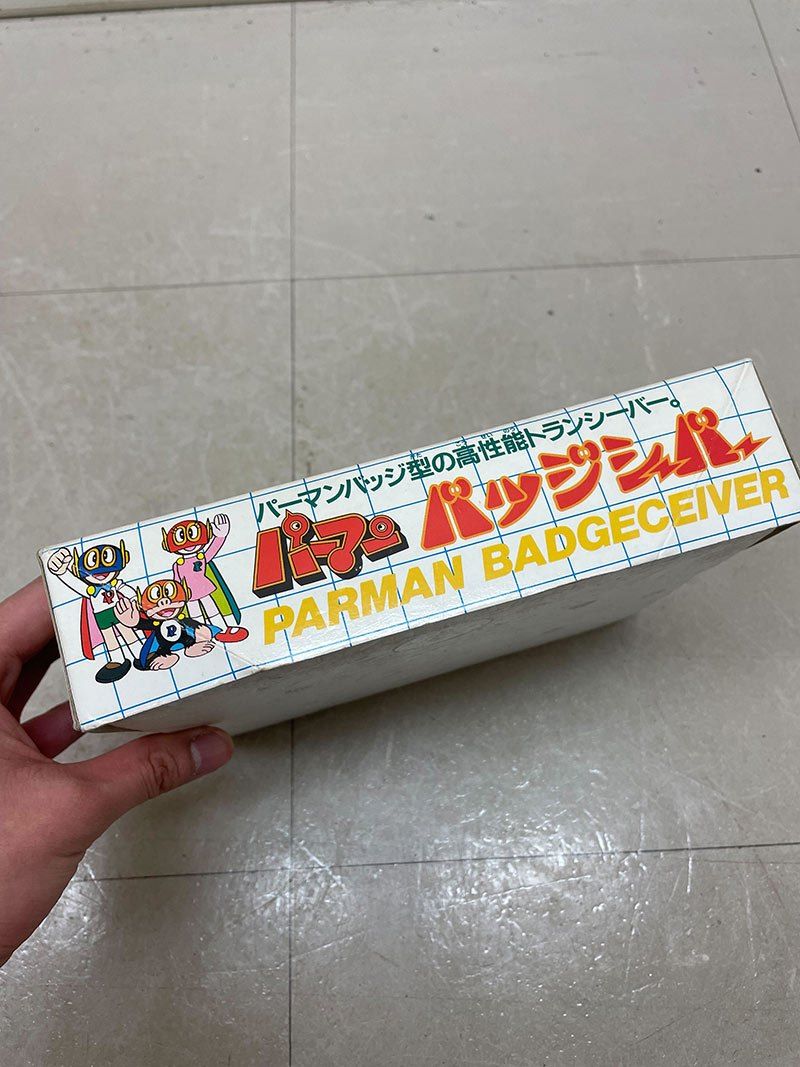 パーマンバッジ型の高性能トランシーバー。
パーマン バッジシーバー
PARMAN BADGECEIVER
P
P